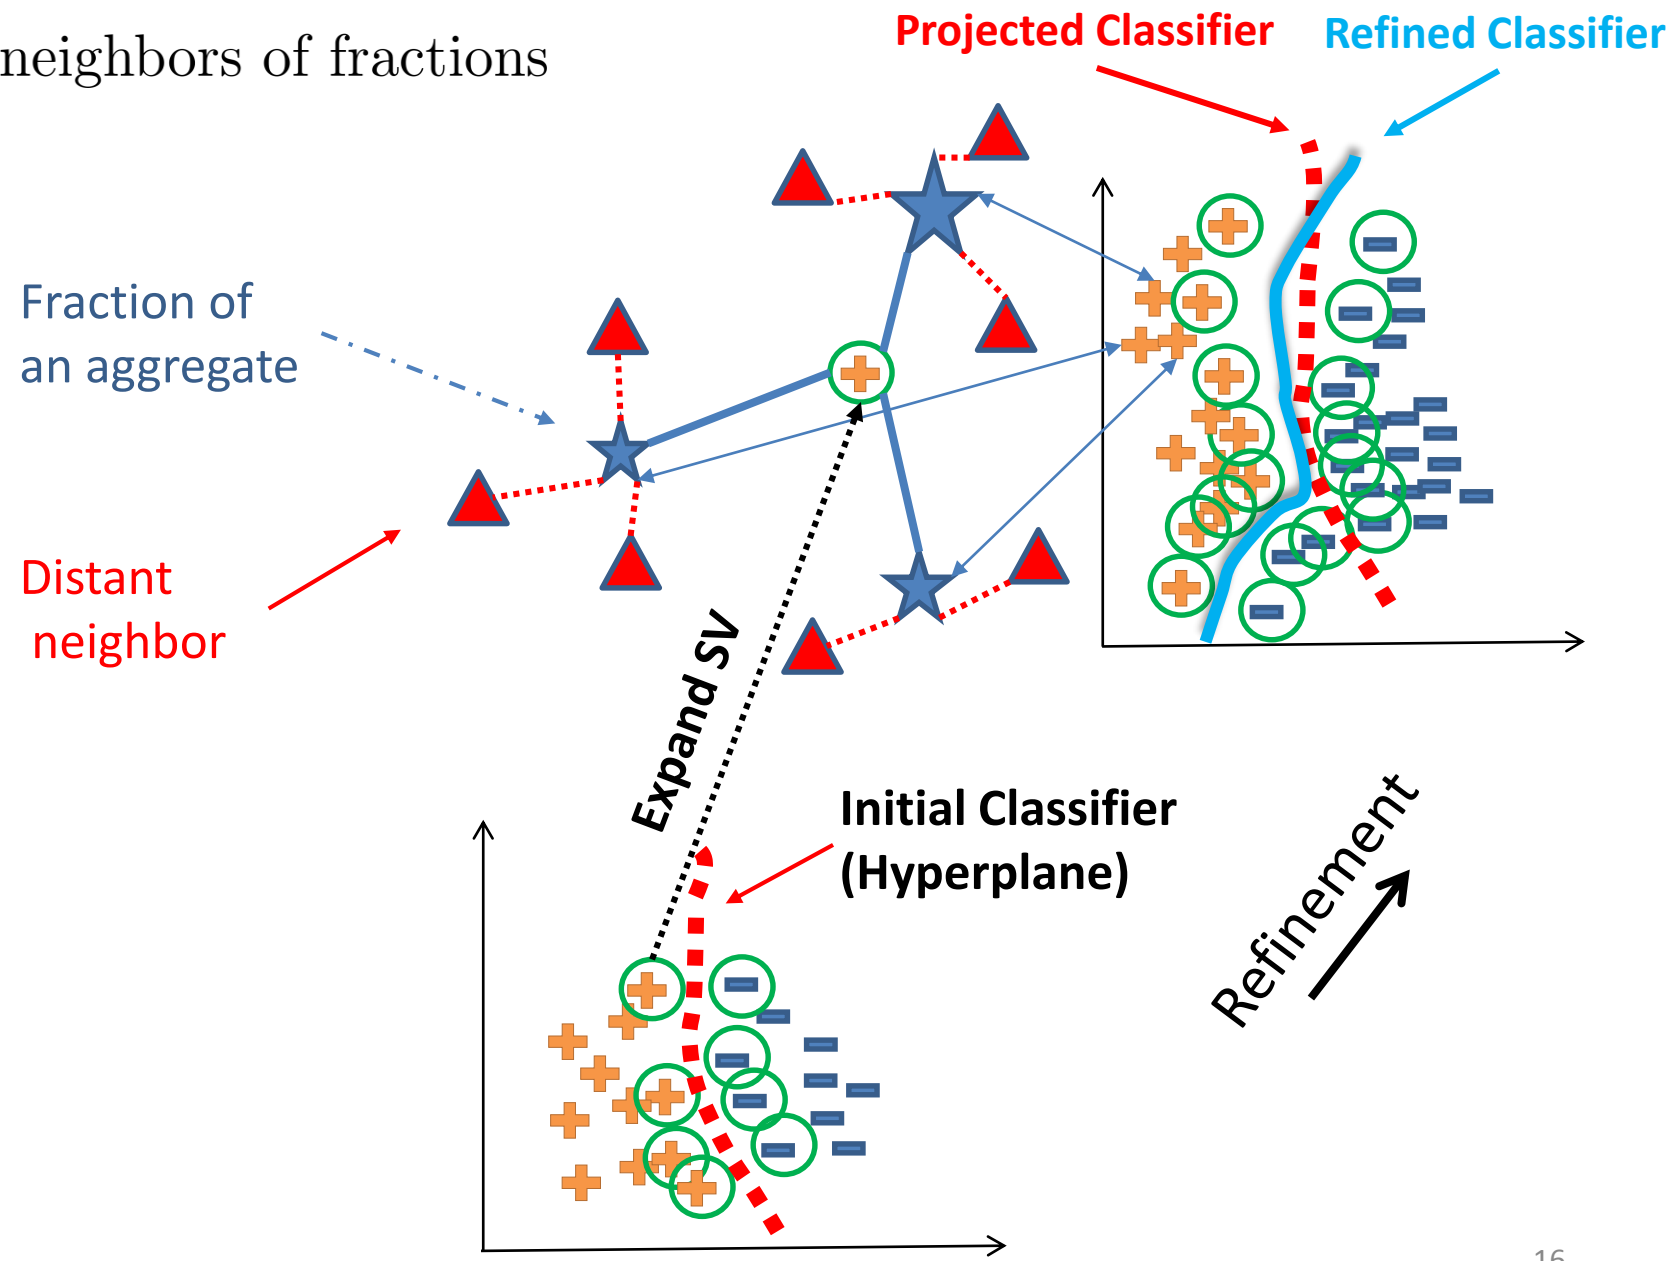 neighbors of fractions
Projected Classifier
Refined Classifier
Fraction of
an aggregate
Distant
neighbor
Expand SV
Initial Classifier
(Hyperplane)
Refinement
16